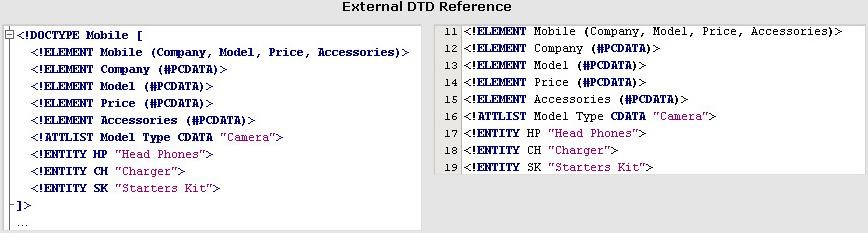 External DTD Reference
<!DOCTYPE Mobile [
<!ELEMENT Mobile (Company, Model, Price, Accessories)>
<!ELEMENT Company (#PCDATA)>
<!ELEMENT Model (#PCDATA)>
<!ELEMENT Price (#PCDATA)>
<!ELEMENT Accessories (#PCDATA)>
<!ATTLIST Model Type CDATA "Camera">
<!ENTITY HP "Head Phones">
<!ENTITY CH "Charger">
<!ENTITY SK "Starters Kit">
]>
...
11 <!ELEMENT Mobile (Company, Model, Price, Accessories)>
12 <!ELEMENT Company (#PCDATA)>
13 <!ELEMENT Model (#PCDATA)>
14 <!ELEMENT Price (#PCDATA)>
15 <!ELEMENT Accessories (#PCDATA)>
16 <!ATTLIST Model Type CDATA "Camera">
17 <!ENTITY HP "Head Phones">
18 <!ENTITY CH "Charger">
19 <!ENTITY SK "Starters Kit">